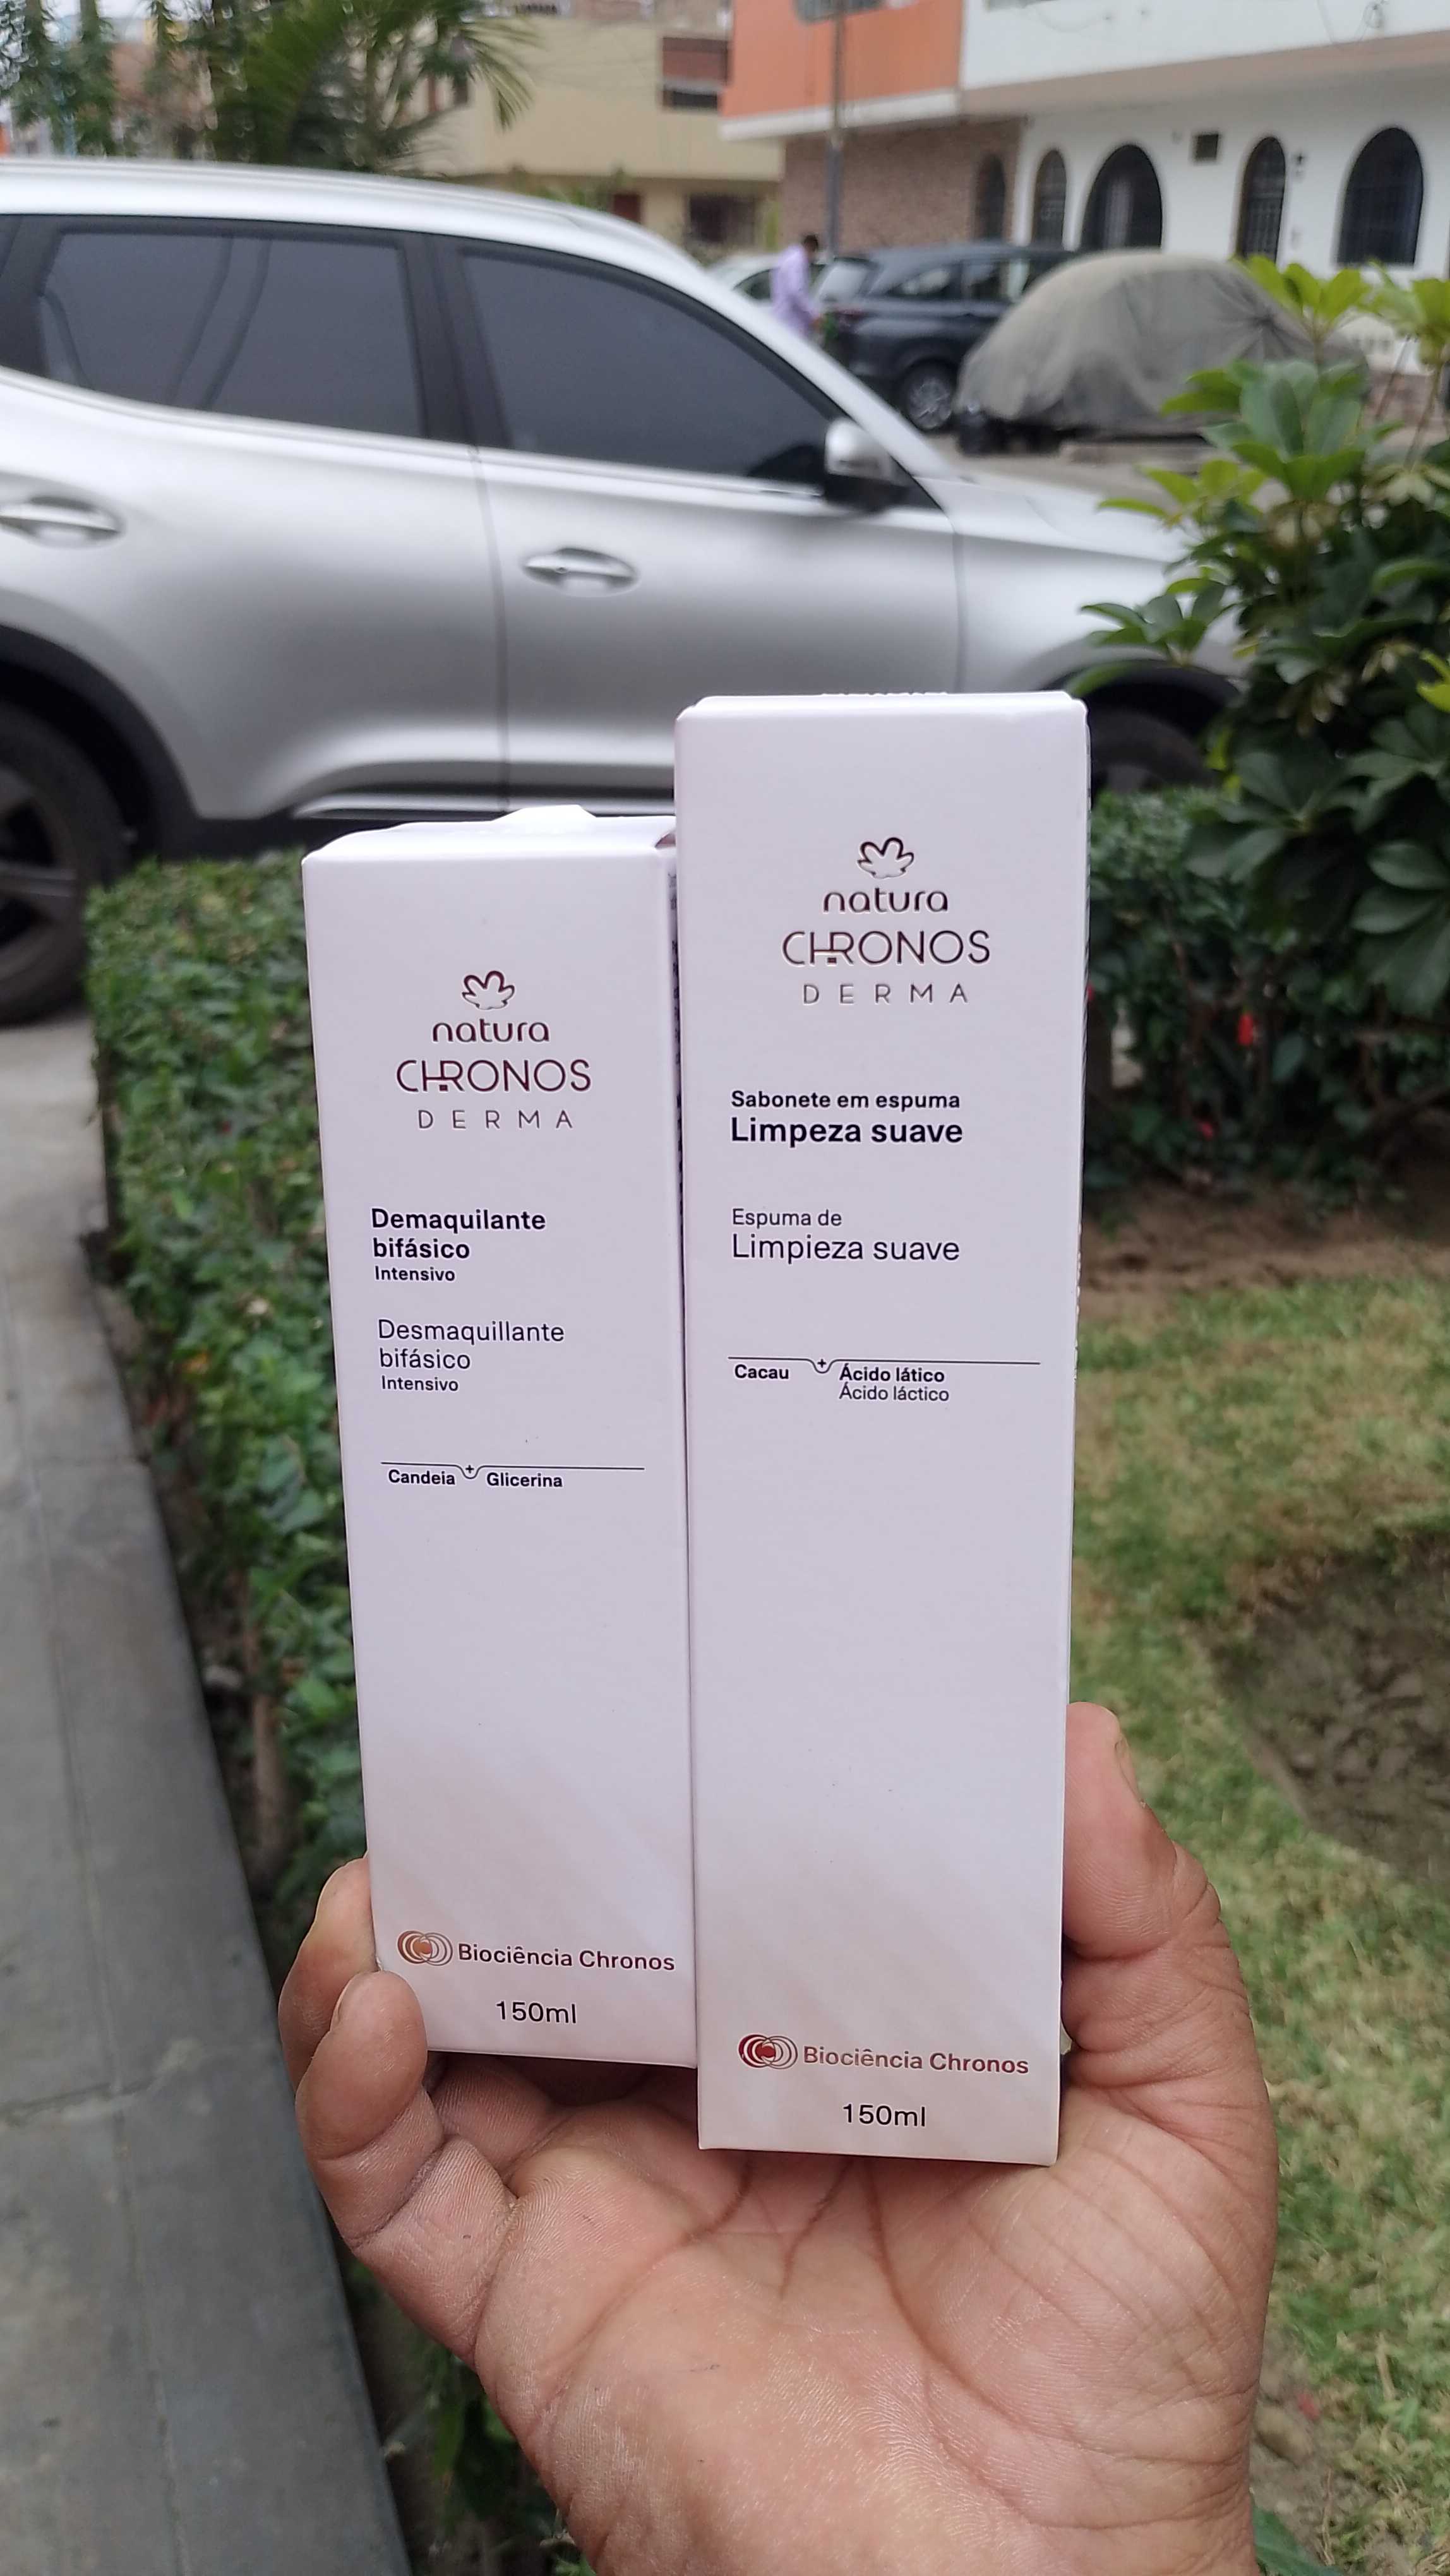 natura
CHRONOS
DERMA
Demaquilante
bifásico
Intensivo
Desmaquillante
bifásico
Intensivo
Candeia + Glicerina
Biociência Chronos
150ml
natura
CHRONOS
DERMA
Sabonete em espuma
Limpeza suave
Espuma de
Limpieza suave
Cacau + Ácido lático
Ácido láctico
Biociência Chronos
150ml